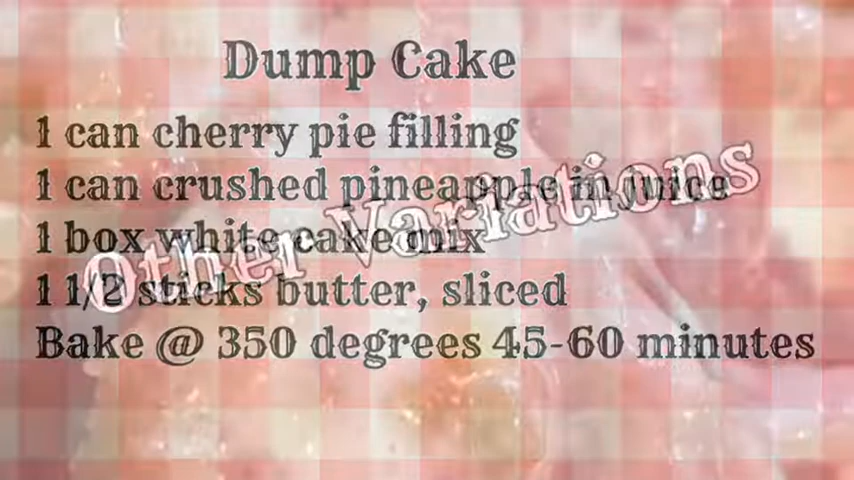 Dump Cake
1 can cherry pie filling
1 can crushed pineapple in juice
1 box white cake mix
1 1/2 sticks butter, sliced
Bake @ 350 degrees 45-60 minutes
Other Variations